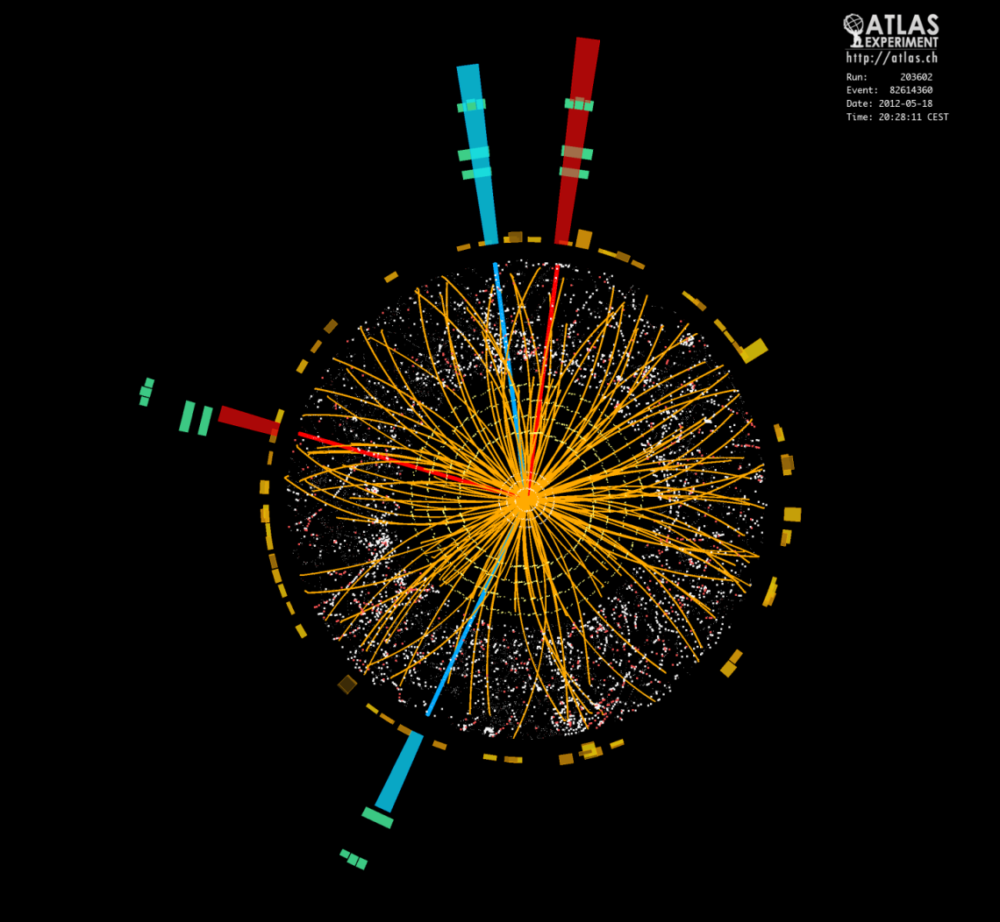 ATLAS
EXPERIMENT
http://atlas.ch
Run: 203602
Event: 82614360
Date: 2012-05-18
Time: 20:28:11 CEST